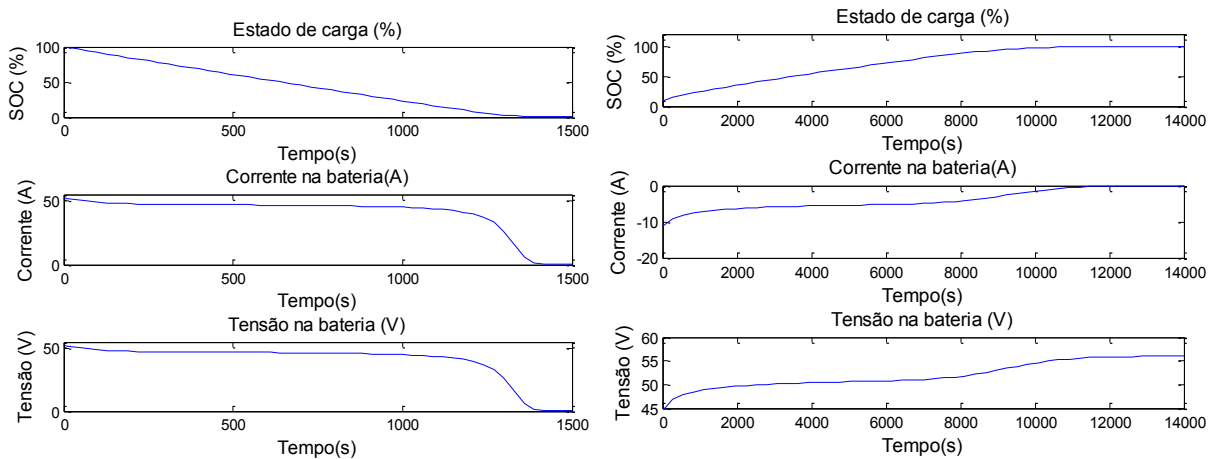 Estado de carga (%)
SOC (%)
100
50
0
0 500 1000 1500
Tempo(s)
Corrente na bateria(A)
Corrente (A)
50
0
0 500 1000 1500
Tempo(s)
Tensão na bateria (V)
Tensão (V)
50
0
0 500 1000 1500
Tempo(s)
Estado de carga (%)
SOC (%)
100
50
0
0 2000 4000 6000 8000 10000 12000 14000
Tempo(s)
Corrente na bateria (A)
Corrente (A)
0
-10
-20
0 2000 4000 6000 8000 10000 12000 14000
Tempo(s)
Tensão na bateria (V)
Tensão (V)
60
55
50
45
0 2000 4000 6000 8000 10000 12000 14000
Tempo(s)